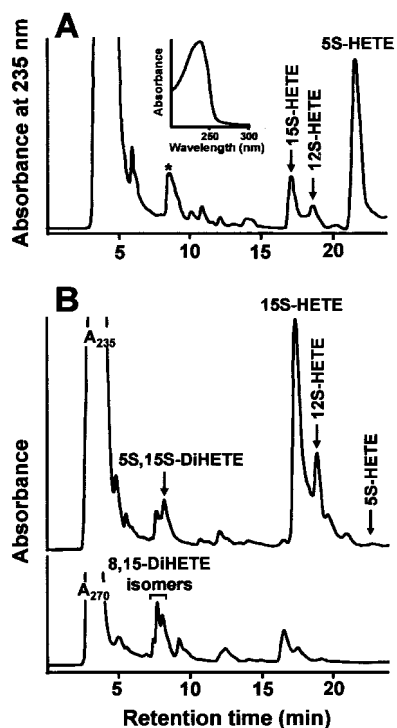 A
5S-HETE
15S-HETE
12S-HETE
Absorbance
250
300
Wavelength (nm)
*
Absorbance at 235 nm
5
10
15
20
B
15S-HETE
A235
12S-HETE
5S-HETE
5S,15S-DiHETE
Absorbance
8,15-DiHETE
isomers
A270
5
10
15
20
Retention time (min)